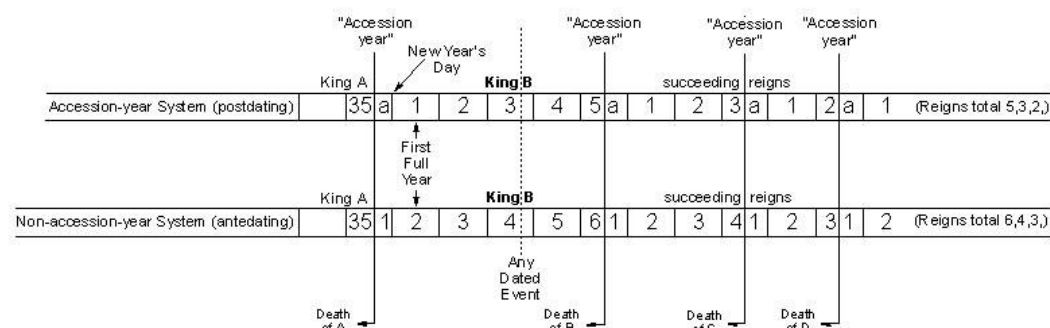 "Accession year"
"Accession year"
"Accession year"
"Accession year"
New Year's Day
King A
King B
succeeding reigns
Accession-year System (postdating) 35 a 1 2 3 4 5 a 1 2 3 a 1 2 a 1 (Reigns total 5,3,2,)
First Full Year
King A
King B
succeeding reigns
Non-accession-year System (antedating) 35 1 2 3 4 5 6 1 2 3 4 1 2 3 1 2 (Reigns total 6,4,3,)
Any Dated Event
Death of A
Death of B
Death of C
Death of D